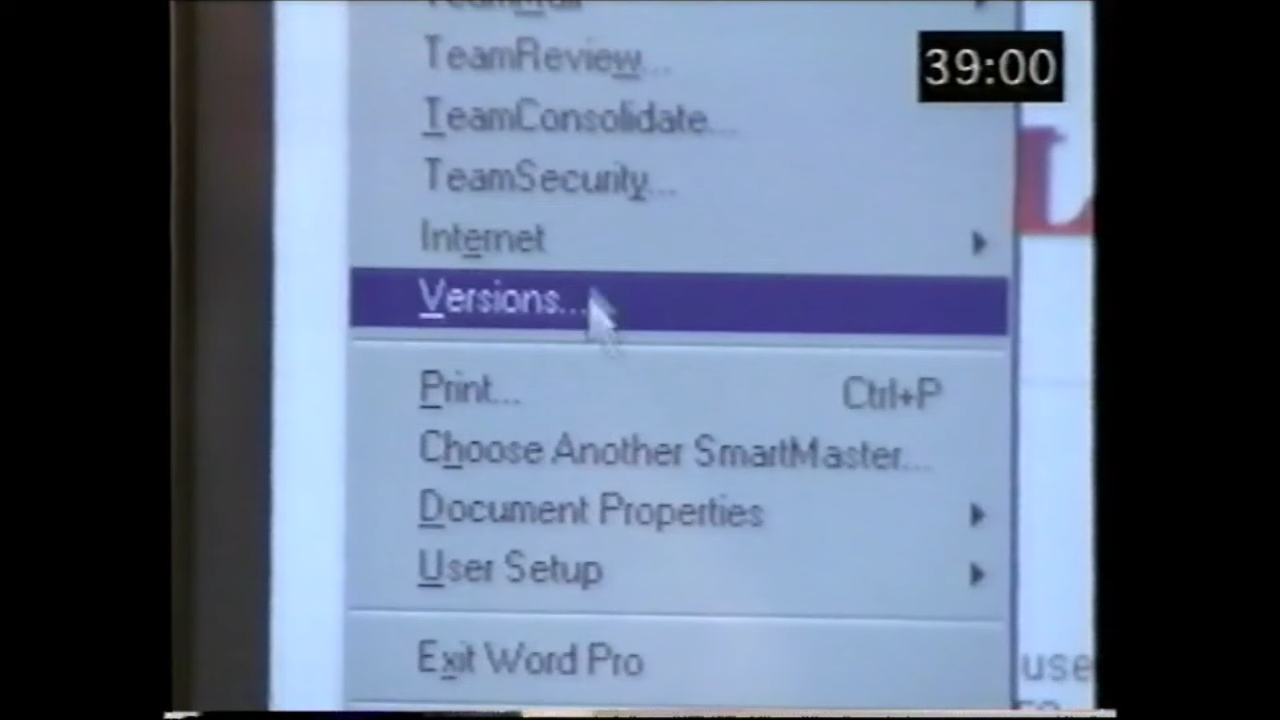 39:00
TeamReview...
TeamConsolidate...
TeamSecurity...
Internet
Versions...
Print... Ctrl+P
Choose Another SmartMaster...
Document Properties
User Setup
Exit Word Pro
use